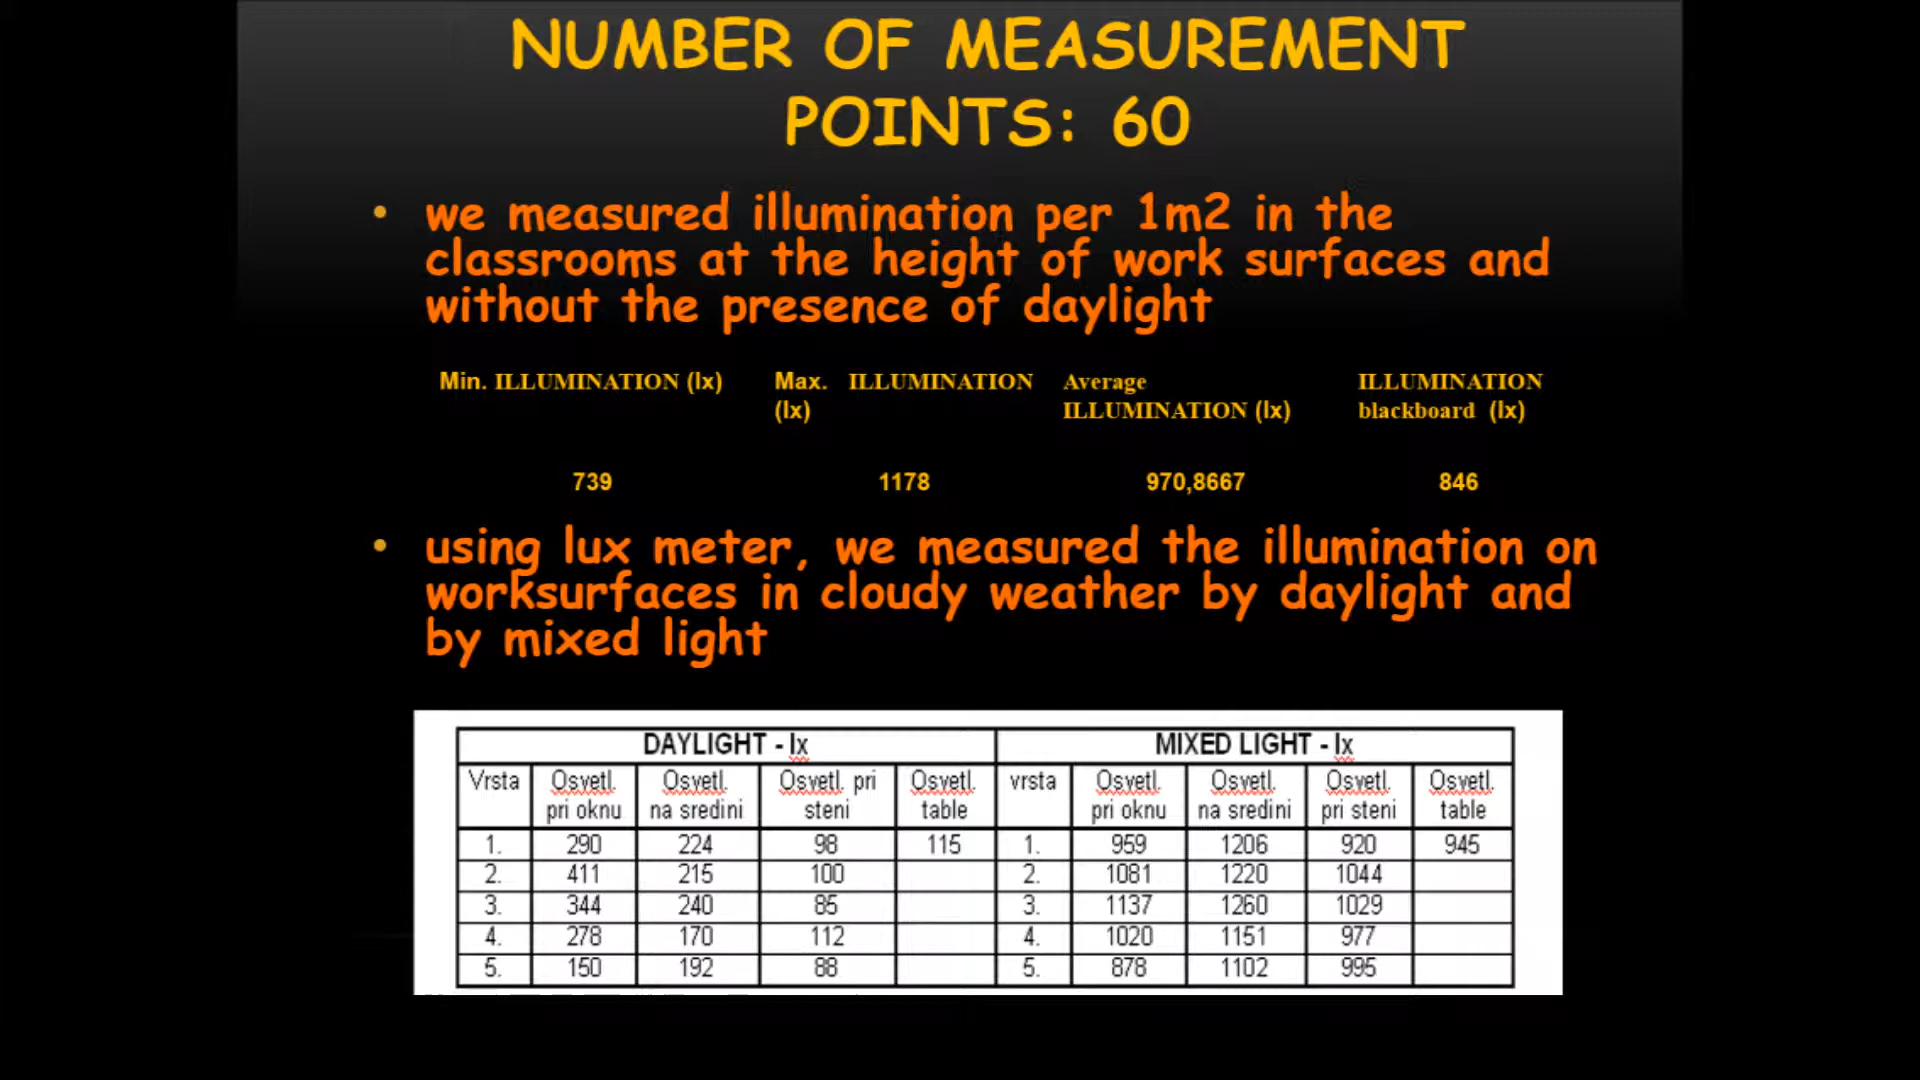 NUMBER OF MEASUREMENT
POINTS: 60
• we measured illumination per 1m2 in the
classrooms at the height of work surfaces and
without the presence of daylight
Min. ILLUMINATION (lx) Max. ILLUMINATION Average ILLUMINATION
(lx) ILLUMINATION (lx) blackboard (lx)
739 1178 970,8667 846
• using lux meter, we measured the illumination on
worksurfaces in cloudy weather by daylight and
by mixed light
DAYLIGHT - lx MIXED LIGHT - lx
Vrsta Osvetl. Osvetl. Osvetl. pri Osvetl. vrsta Osvetl. Osvetl. Osvetl. Osvetl.
pri oknu na sredini steni table pri oknu na sredini pri steni table
1. 290 224 98 115 1. 959 1206 920 945
2. 411 215 100 2. 1081 1220 1044
3. 344 240 85 3. 1137 1260 1029
4. 278 170 112 4. 1020 1151 977
5. 150 192 88 5. 878 1102 995